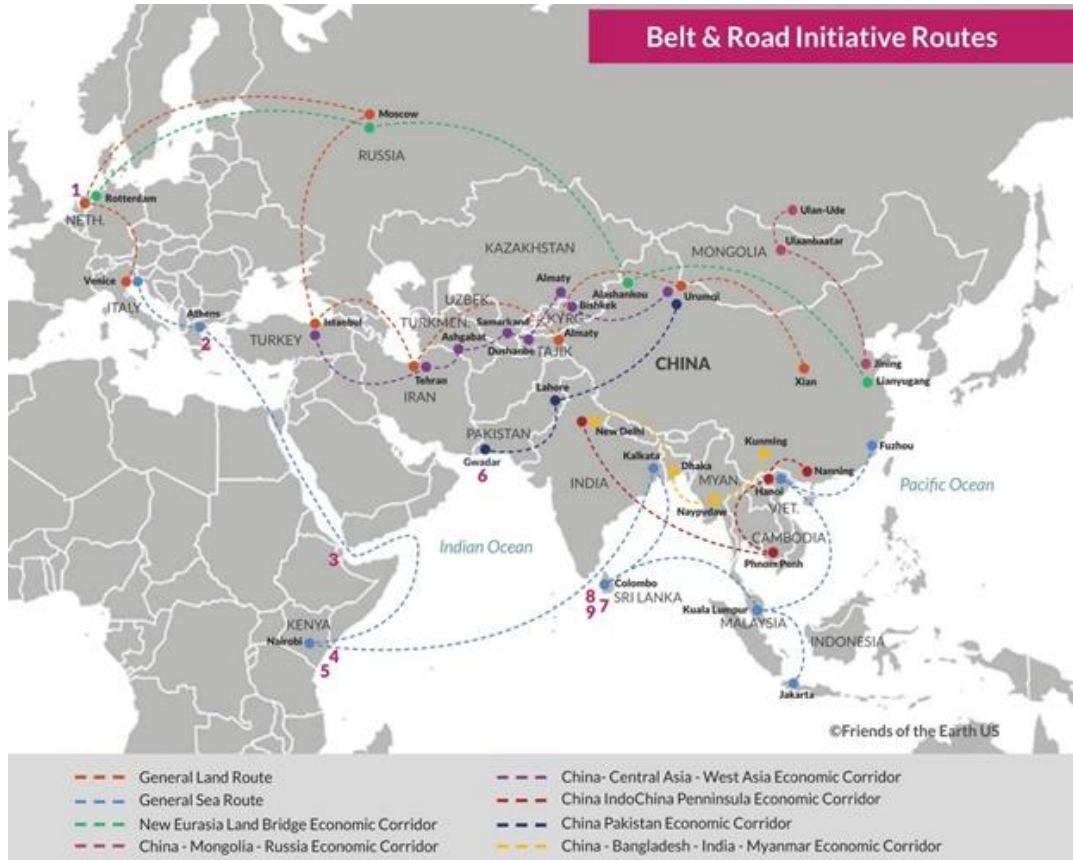 Belt & Road Initiative Routes
Moscow
RUSSIA
1
Rotterdam
NETH.
Ulan-Ude
Ulaanbaatar
MONGOLIA
KAZAKHSTAN
Venice
ITALY
Almaty
Alashankou
Urumqi
Bishkek
KYRG
UZBEK.
Athens
2
Istanbul
TURKEY
TURKMEN.
Samarkand
Ashgabat
Dushanbe
TAJIK
Almaty
Tehran
IRAN
CHINA
Xian
Jining
Lianyugang
Lahore
PAKISTAN
Gwadar
6
New Delhi
Kalkata
INDIA
Dhaka
MYAN.
Naypydaw
Kunming
Nanning
Hanoi
VIET.
Fuzhou
Pacific Ocean
CAMBODIA
Phnom Penh
Indian Ocean
3
Colombo
SRI LANKA
8
9
7
KENYA
Nairobi
4
5
Kuala Lumpur
MALAYSIA
INDONESIA
Jakarta
©Friends of the Earth US
General Land Route
General Sea Route
New Eurasia Land Bridge Economic Corridor
China - Mongolia - Russia Economic Corridor
China- Central Asia - West Asia Economic Corridor
China IndoChina Penninsula Economic Corridor
China Pakistan Economic Corridor
China - Bangladesh - India - Myanmar Economic Corridor